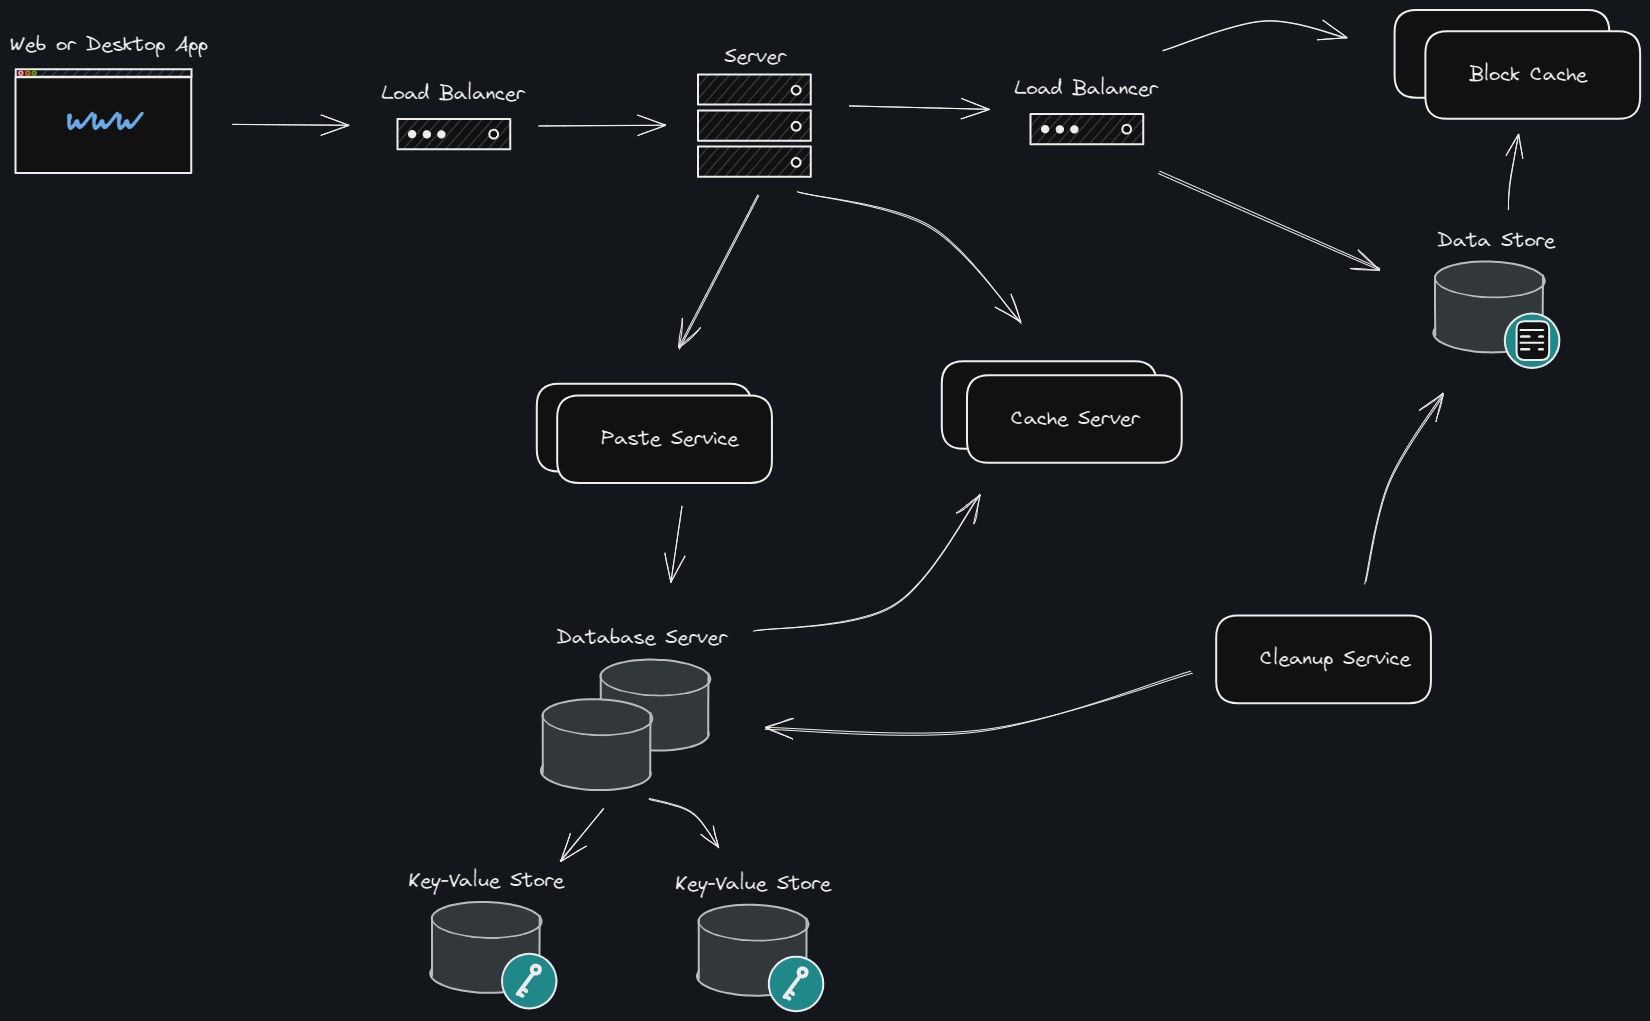 Web or Desktop App
www
Load Balancer
Server
Load Balancer
Block Cache
Data Store
Paste Service
Cache Server
Database Server
Cleanup Service
Key-Value Store
Key-Value Store